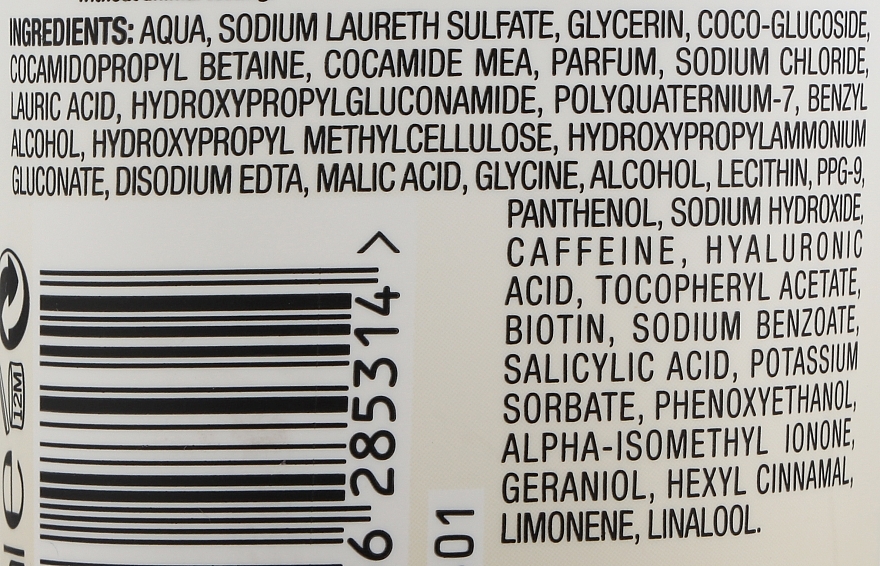 INGREDIENTS: AQUA, SODIUM LAURETH SULFATE, GLYCERIN, COCO-GLUCOSIDE,
COCAMIDOPROPYL BETAINE, COCAMIDE MEA, PARFUM, SODIUM CHLORIDE,
LAURIC ACID, HYDROXYPROPYLGLUCONAMIDE, POLYQUATERNIUM-7, BENZYL
ALCOHOL, HYDROXYPROPYL METHYLCELLULOSE, HYDROXYPROPYLAMMONIUM
GLUCONATE, DISODIUM EDTA, MALIC ACID, GLYCINE, ALCOHOL, LECITHIN, PPG-9,
PANTHENOL, SODIUM HYDROXIDE,
CAFFEINE, HYALURONIC
ACID, TOCOPHERYL ACETATE,
BIOTIN, SODIUM BENZOATE,
SALICYLIC ACID, POTASSIUM
SORBATE, PHENOXYETHANOL,
ALPHA-ISOMETHYL IONONE,
GERANIOL, HEXYL CINNAMAL,
LIMONENE, LINALOOL.
12M
6 285314 >
01